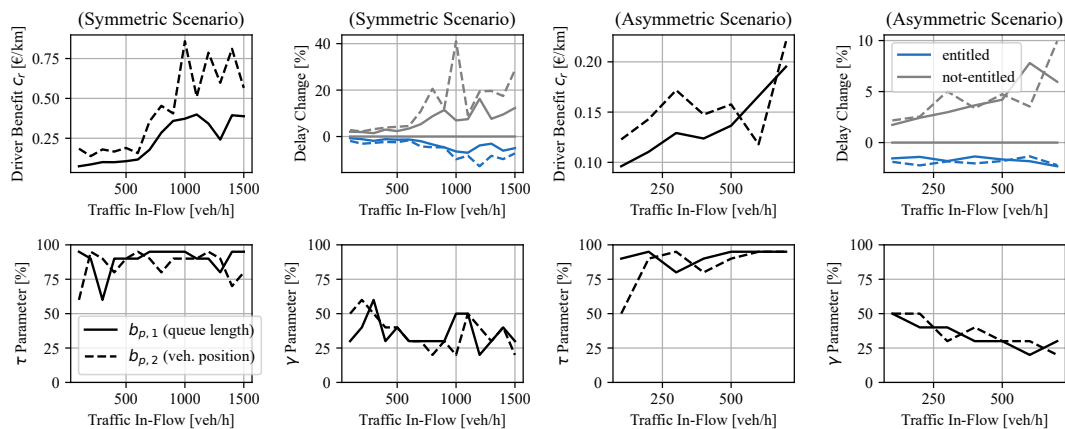 (Symmetric Scenario)
Driver Benefit c_r [€/km]
0.75
0.50
0.25
500
1000
1500
Traffic In-Flow [veh/h]
(Symmetric Scenario)
Delay Change [%]
40
20
0
500
1000
1500
Traffic In-Flow [veh/h]
(Asymmetric Scenario)
Driver Benefit c_r [€/km]
0.20
0.15
0.10
250
500
Traffic In-Flow [veh/h]
(Asymmetric Scenario)
Delay Change [%]
10
5
0
entitled
not-entitled
250
500
Traffic In-Flow [veh/h]
τ Parameter [%]
100
75
50
25
0
b_{p,1} (queue length)
b_{p,2} (veh. position)
500
1000
1500
Traffic In-Flow [veh/h]
γ Parameter [%]
100
75
50
25
0
500
1000
1500
Traffic In-Flow [veh/h]
τ Parameter [%]
100
75
50
25
0
250
500
Traffic In-Flow [veh/h]
γ Parameter [%]
100
75
50
25
0
250
500
Traffic In-Flow [veh/h]